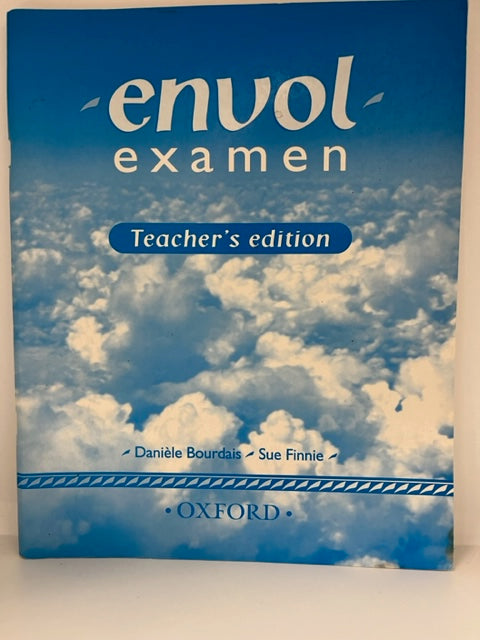 envol
examen
Teacher's edition
Danièle Bourdais Sue Finnie
• OXFORD •